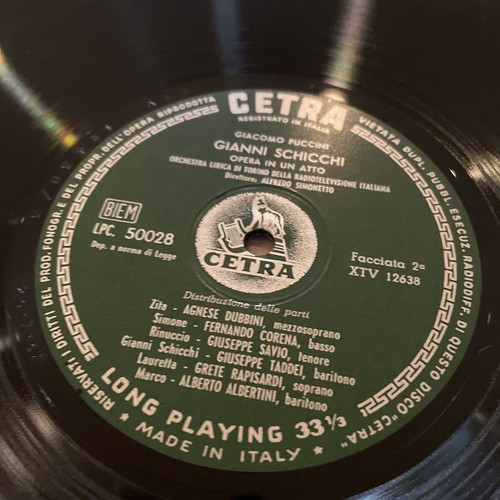 RISERVATI I DIRITTI DEL PROD. FONOGR. E DEL PROPR. DELL'OPERA RIPRODOTTA
CETRA
REGISTRATO IN ITALIA
VIETATA DUPL. PUBBL. ESECUZ. RADIODIFF. DI QUESTO DISCO "CETRA"
GIACOMO PUCCINI
GIANNI SCHICCHI
OPERA IN UN ATTO
ORCHESTRA LIRICA DI TORINO DELLA RADIOTELEVISIONE ITALIANA
Direttore: ALFREDO SIMONETTO
BIEM
LPC. 50028
Dep. a norma di Legge
Facciata 2a
XTV 12638
CETRA
Distribuzione delle parti
Zita - AGNESE DUBBINI, mezzosoprano
Simone - FERNANDO CORENA, basso
Rinuccio - GIUSEPPE SAVIO, tenore
Gianni Schicchi - GIUSEPPE TADDEI, baritono
Lauretta - GRETE RAPISARDI, soprano
Marco - ALBERTO ALBERTINI, baritono
LONG PLAYING 33 1/3
★ MADE IN ITALY ★